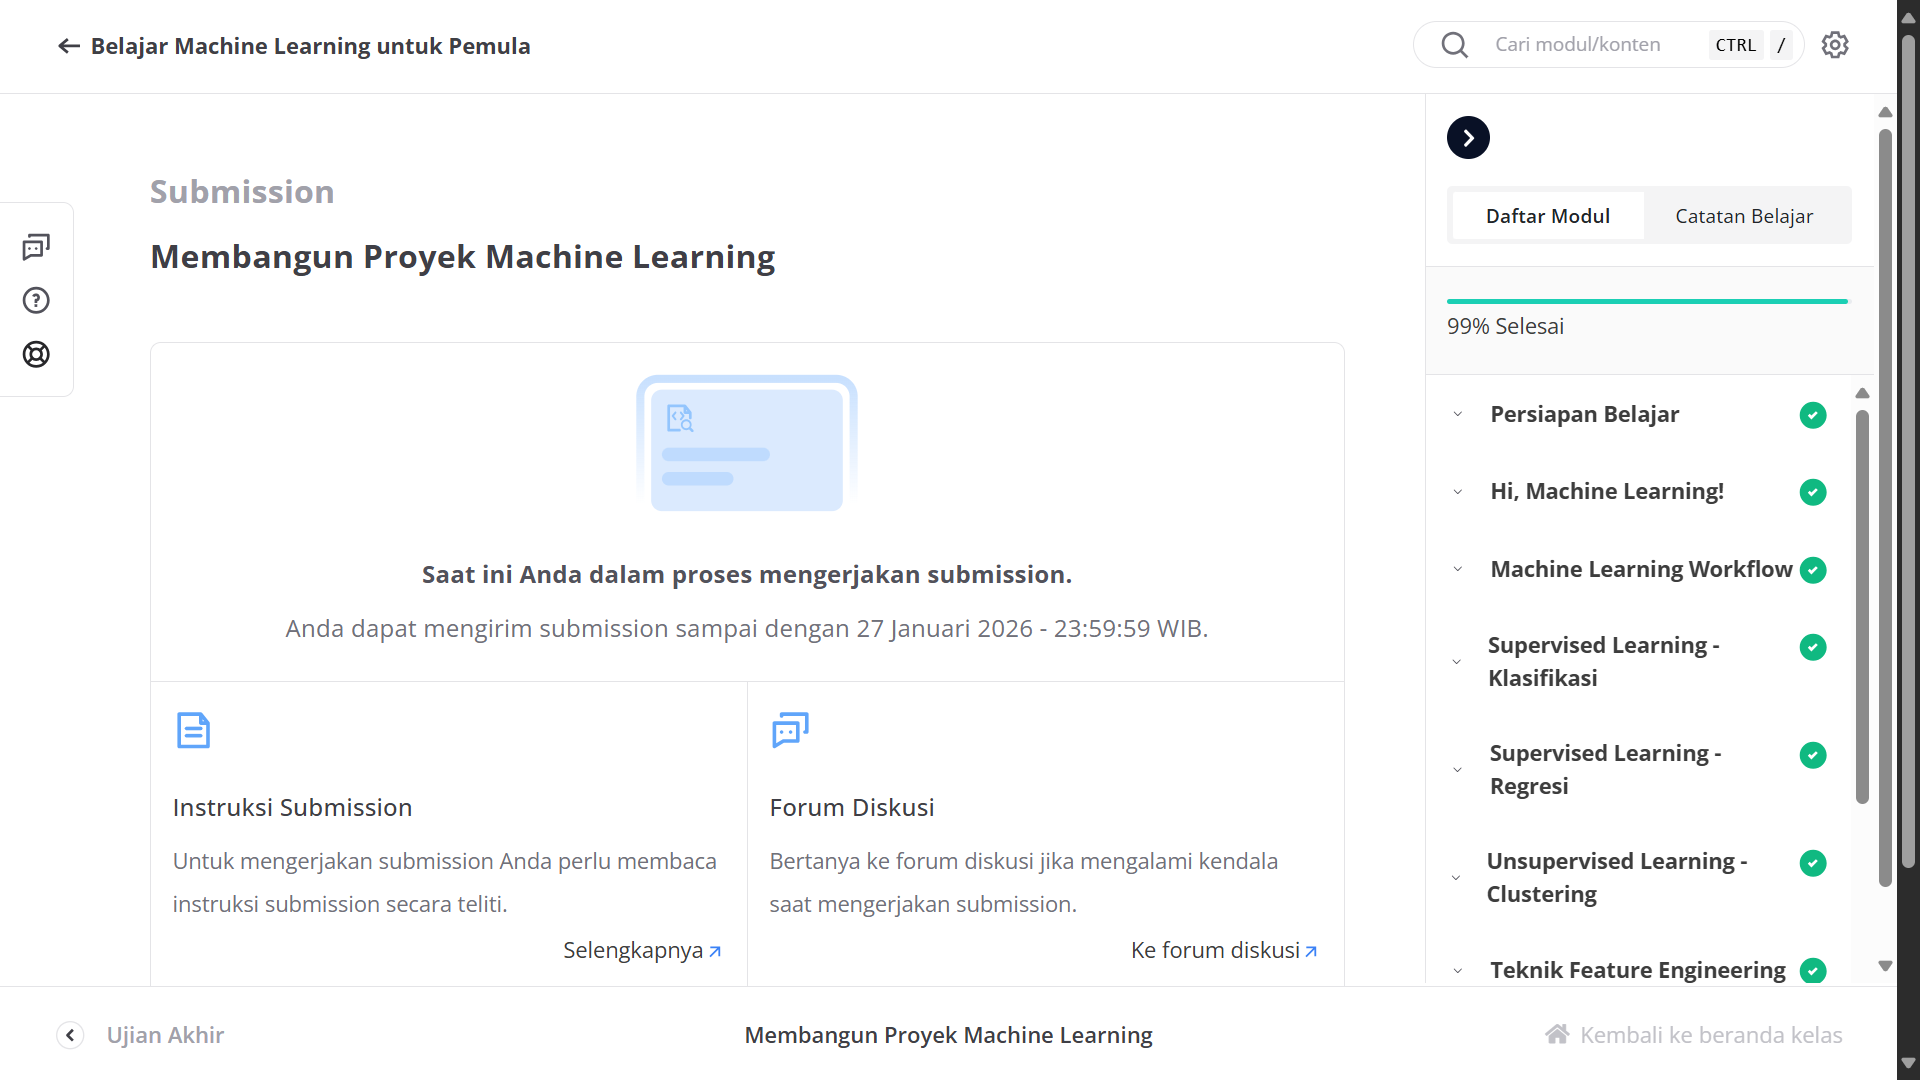 Belajar Machine Learning untuk Pemula
Cari modul/konten CTRL /
Submission
Membangun Proyek Machine Learning
Saat ini Anda dalam proses mengerjakan submission.
Anda dapat mengirim submission sampai dengan 27 Januari 2026 - 23:59:59 WIB.
Instruksi Submission
Untuk mengerjakan submission Anda perlu membaca
instruksi submission secara teliti.
Selengkapnya
Forum Diskusi
Bertanya ke forum diskusi jika mengalami kendala
saat mengerjakan submission.
Ke forum diskusi
Daftar Modul
Catatan Belajar
99% Selesai
Persiapan Belajar
Hi, Machine Learning!
Machine Learning Workflow
Supervised Learning -
Klasifikasi
Supervised Learning -
Regresi
Unsupervised Learning -
Clustering
Teknik Feature Engineering
Ujian Akhir
Membangun Proyek Machine Learning
Kembali ke beranda kelas